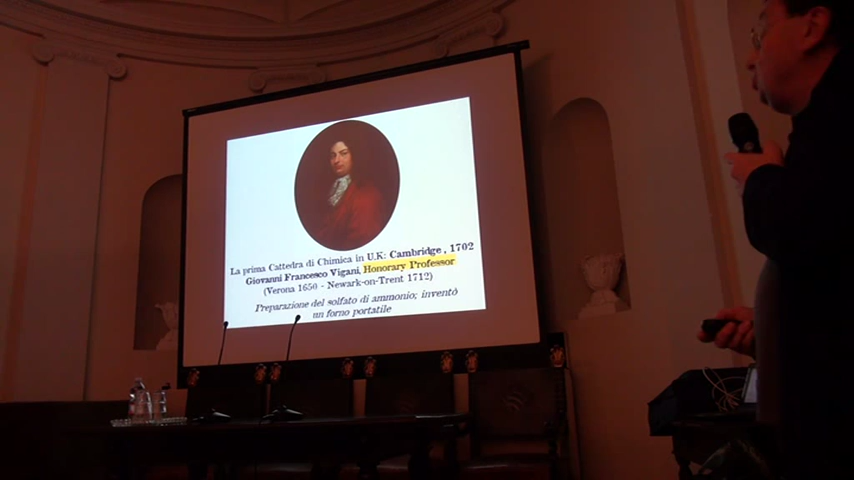 La prima Cattedra di Chimica in U.K: Cambridge , 1702
Giovanni Francesco Vigani, Honorary Professor
(Verona 1650 - Newark-on-Trent 1712)
Preparazione del solfato di ammonio; inventò
un forno portatile